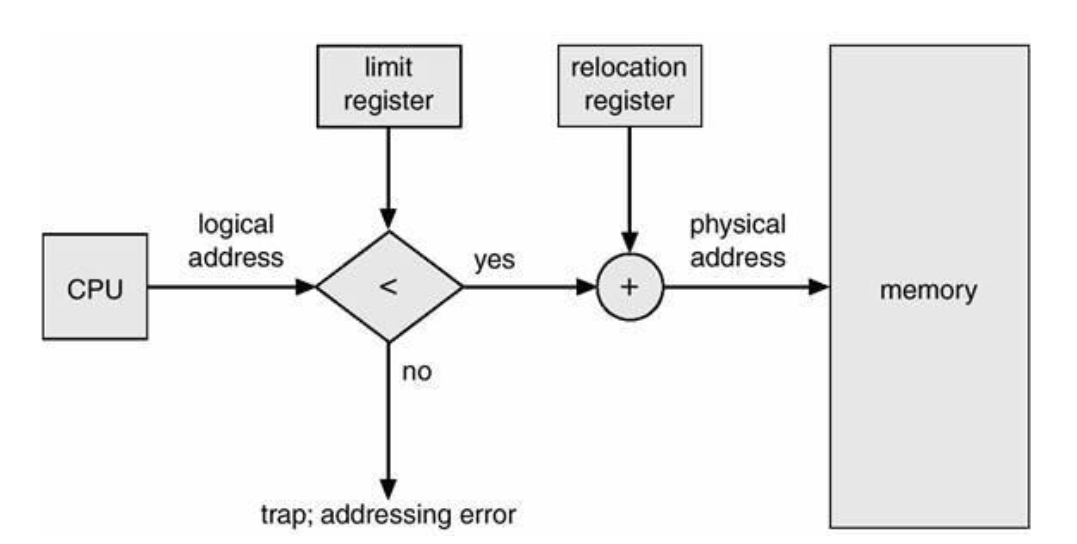 limit
register
relocation
register
logical
address
physical
address
CPU
<
yes
+
memory
no
trap; addressing error